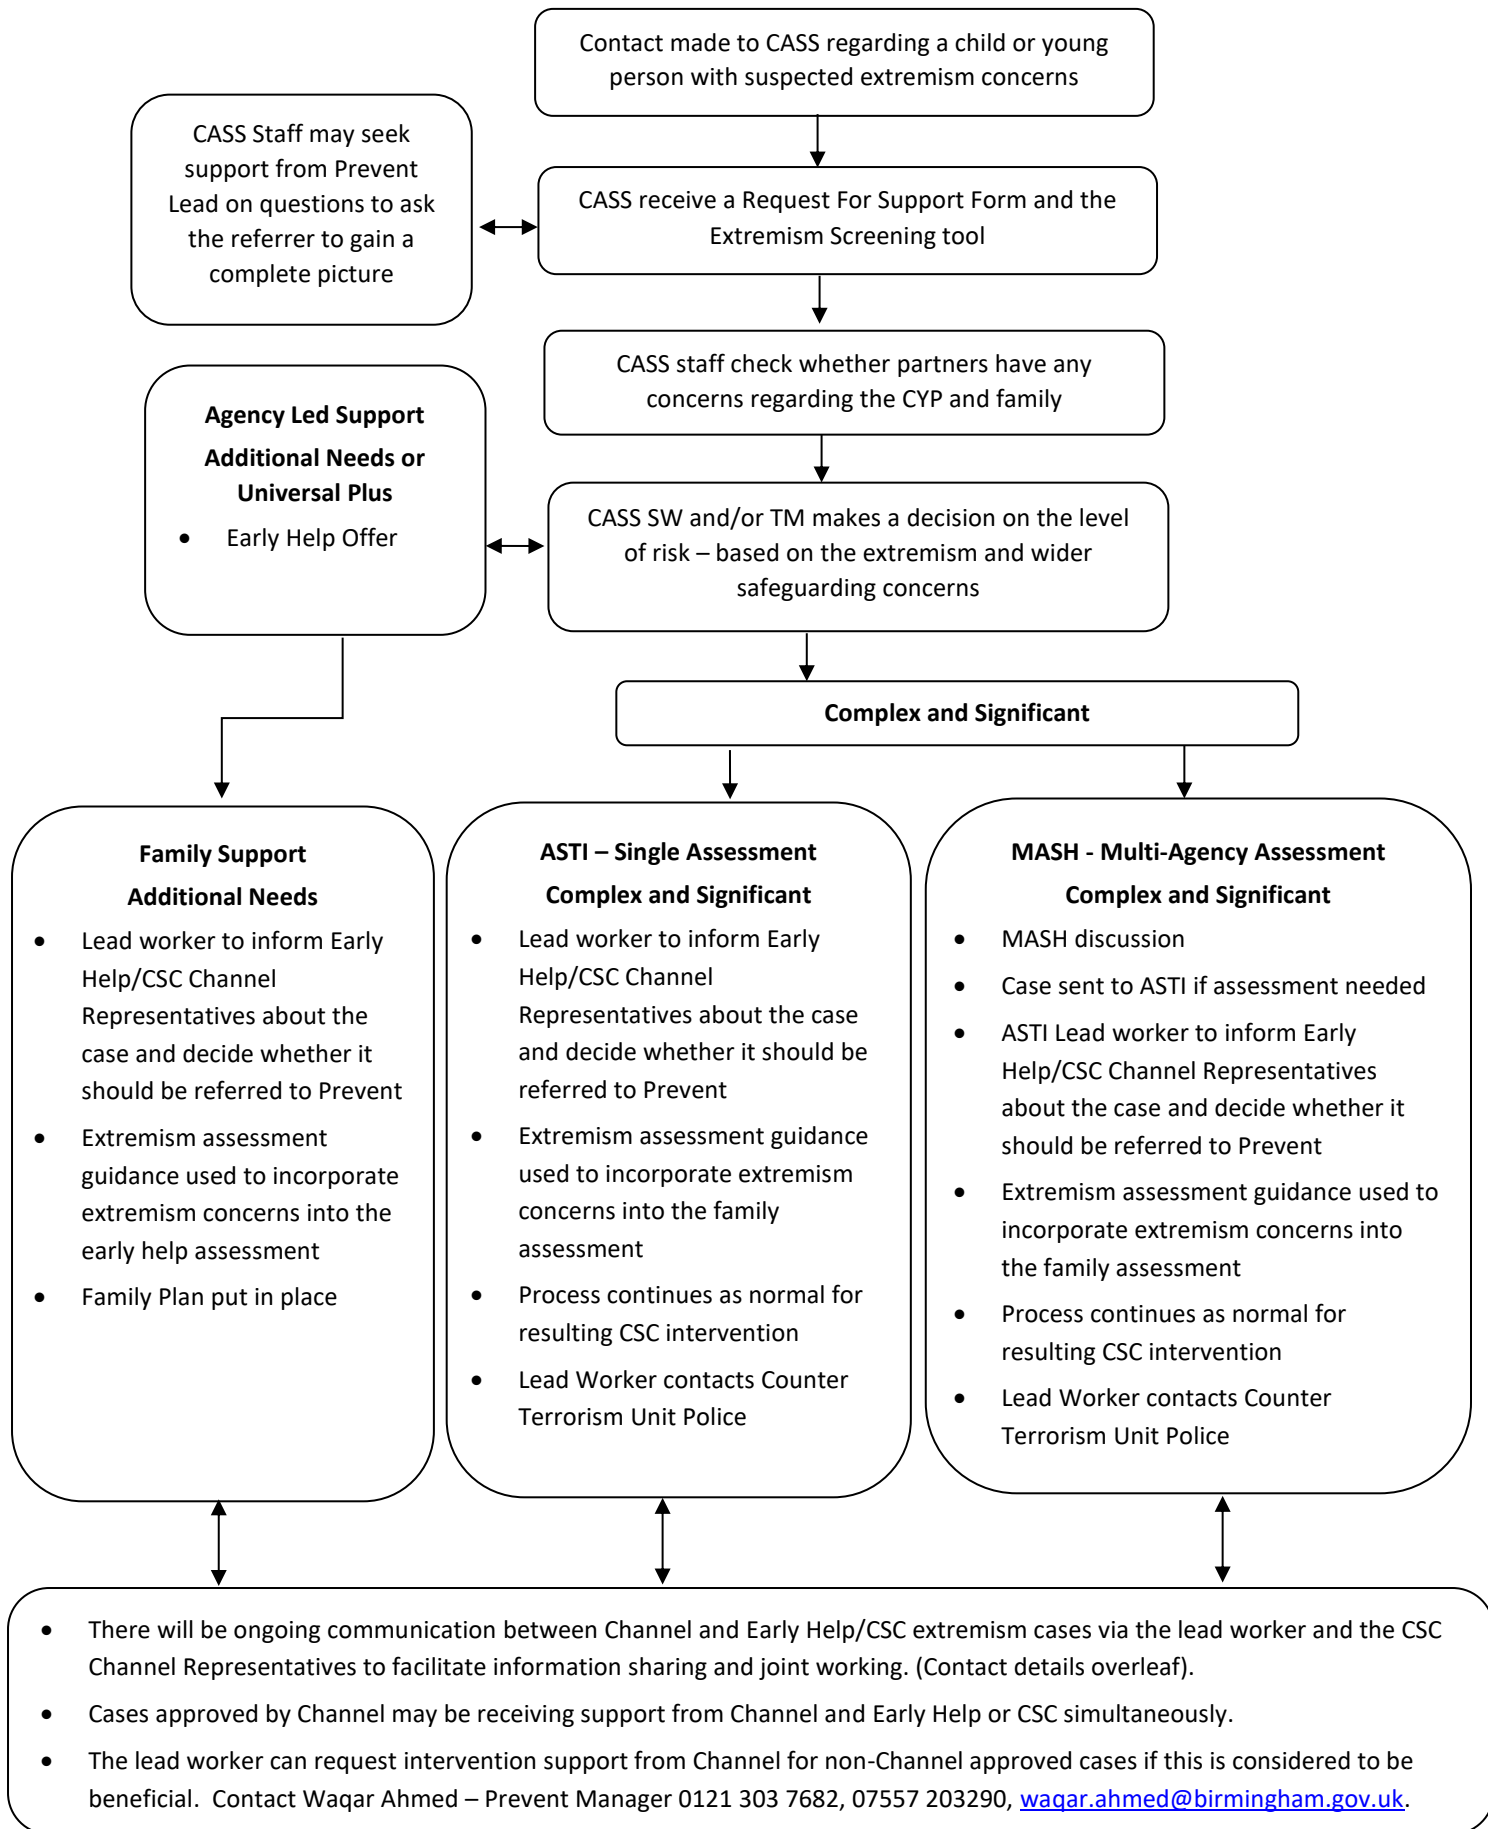 Contact made to CASS regarding a child or young
person with suspected extremism concerns
CASS Staff may seek
support from Prevent
Lead on questions to ask
the referrer to gain a
complete picture
CASS receive a Request For Support Form and the
Extremism Screening tool
CASS staff check whether partners have any
concerns regarding the CYP and family
Agency Led Support
Additional Needs or
Universal Plus
• Early Help Offer
CASS SW and/or TM makes a decision on the level
of risk – based on the extremism and wider
safeguarding concerns
Complex and Significant
Family Support
Additional Needs
• Lead worker to inform Early
Help/CSC Channel
Representatives about the
case and decide whether it
should be referred to Prevent
• Extremism assessment
guidance used to incorporate
extremism concerns into the
early help assessment
• Family Plan put in place
ASTI – Single Assessment
Complex and Significant
• Lead worker to inform Early
Help/CSC Channel
Representatives about the case
and decide whether it should be
referred to Prevent
• Extremism assessment guidance
used to incorporate extremism
concerns into the family
assessment
• Process continues as normal for
resulting CSC intervention
• Lead Worker contacts Counter
Terrorism Unit Police
MASH - Multi-Agency Assessment
Complex and Significant
• MASH discussion
• Case sent to ASTI if assessment needed
• ASTI Lead worker to inform Early
Help/CSC Channel Representatives
about the case and decide whether it
should be referred to Prevent
• Extremism assessment guidance used to
incorporate extremism concerns into
the family assessment
• Process continues as normal for
resulting CSC intervention
• Lead Worker contacts Counter
Terrorism Unit Police
• There will be ongoing communication between Channel and Early Help/CSC extremism cases via the lead worker and the CSC
Channel Representatives to facilitate information sharing and joint working. (Contact details overleaf).
• Cases approved by Channel may be receiving support from Channel and Early Help or CSC simultaneously.
• The lead worker can request intervention support from Channel for non-Channel approved cases if this is considered to be
beneficial.  Contact Waqar Ahmed – Prevent Manager 0121 303 7682, 07557 203290, waqar.ahmed@birmingham.gov.uk.